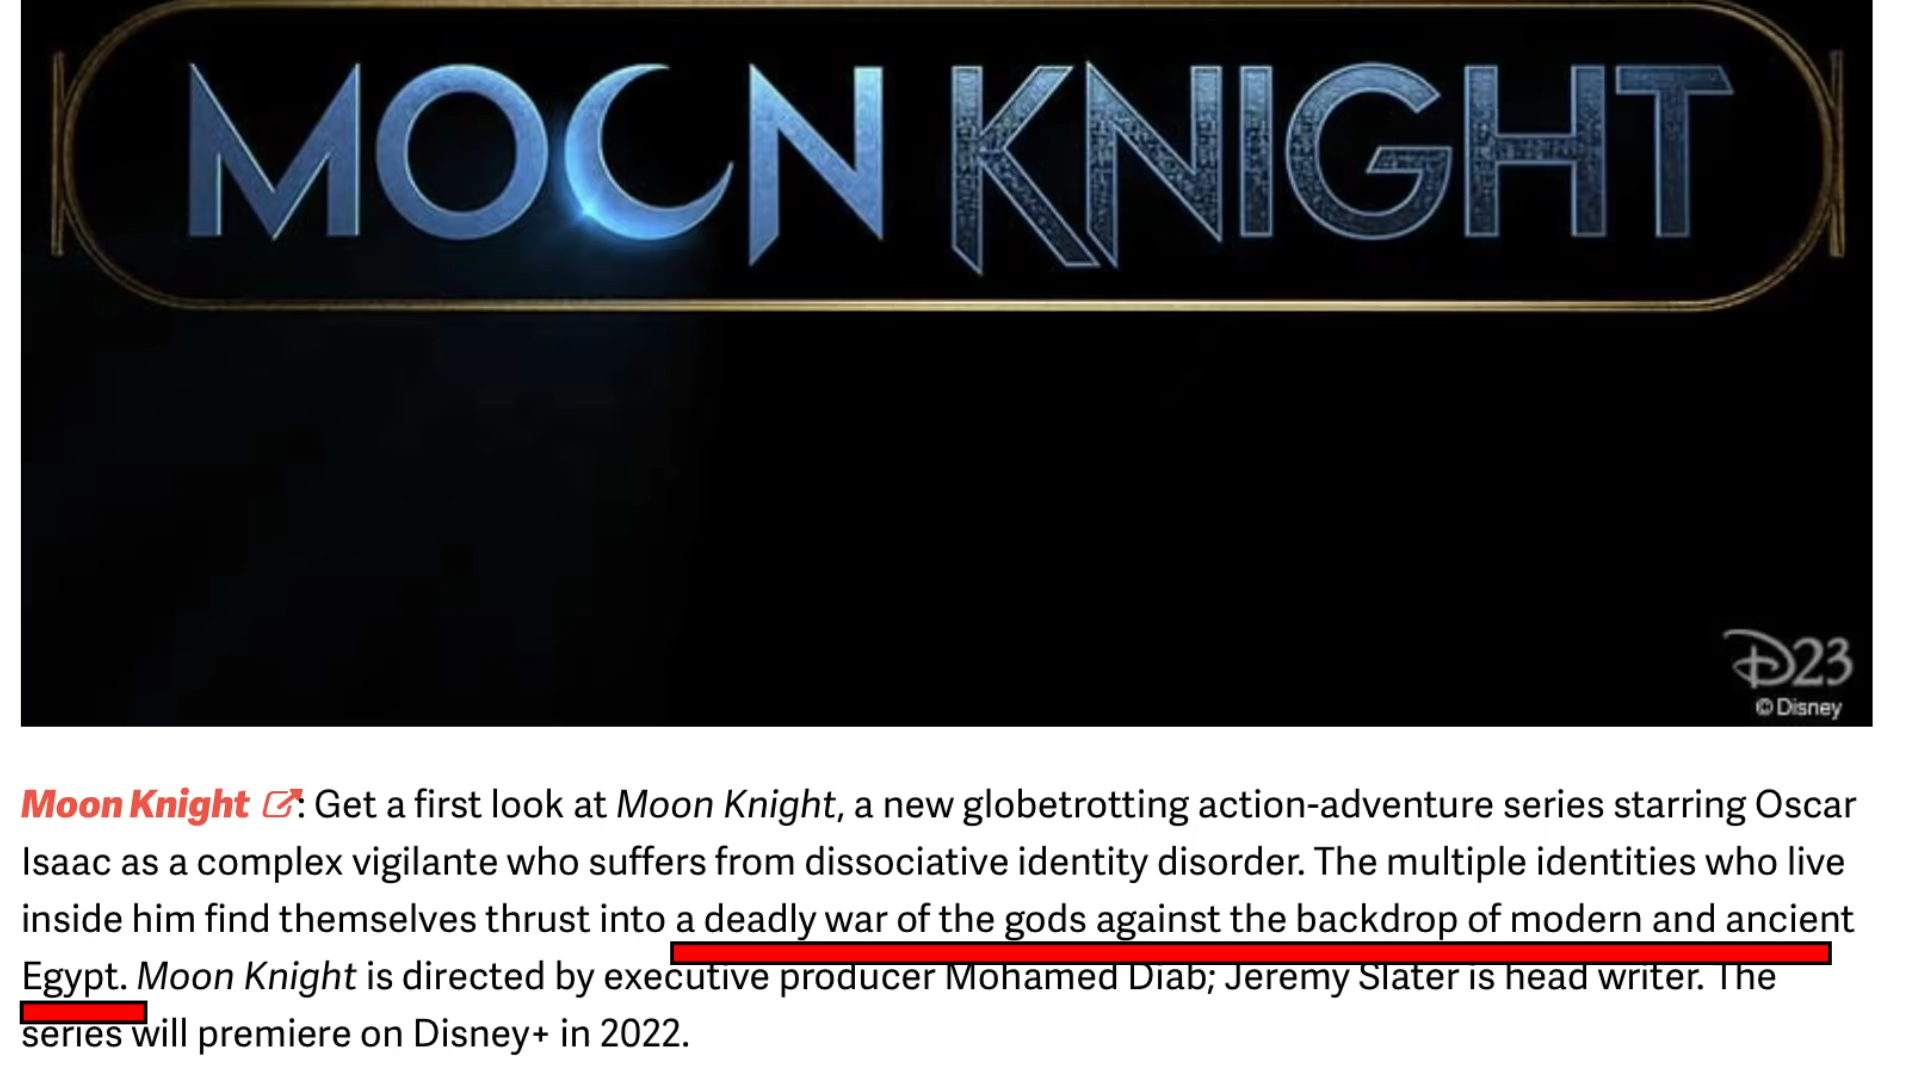 MOON KNIGHT
D23
© Disney
Moon Knight : Get a first look at Moon Knight, a new globetrotting action-adventure series starring Oscar
Isaac as a complex vigilante who suffers from dissociative identity disorder. The multiple identities who live
inside him find themselves thrust into a deadly war of the gods against the backdrop of modern and ancient
Egypt. Moon Knight is directed by executive producer Mohamed Diab; Jeremy Slater is head writer. The
series will premiere on Disney+ in 2022.